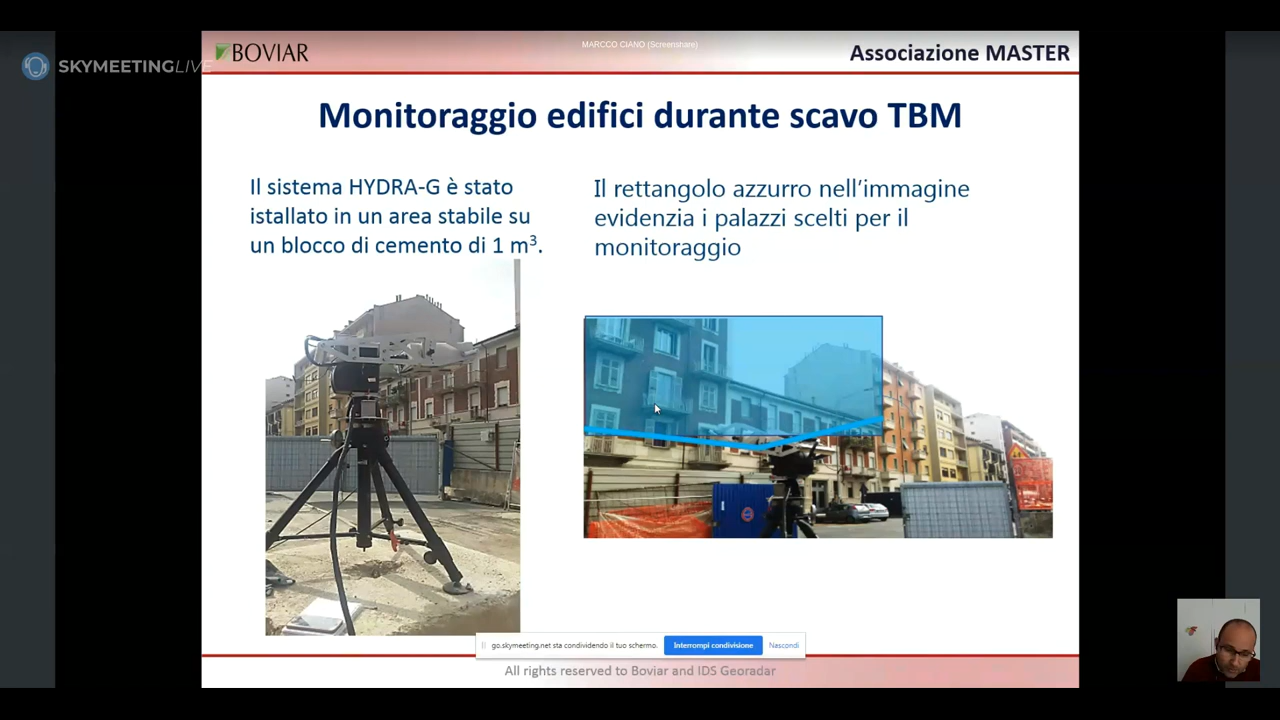 SKYMEETINGLIVE
BOVIAR
MARCCO CIANO (Screenshare)
Associazione MASTER
Monitoraggio edifici durante scavo TBM
Il sistema HYDRA-G è stato
istallato in un area stabile su
un blocco di cemento di 1 m³.
Il rettangolo azzurro nell'immagine
evidenzia i palazzi scelti per il
monitoraggio
go.skymeeting.net sta condividendo il tuo schermo.
Interrompi condivisione
Nascondi
All rights reserved to Boviar and IDS Georadar